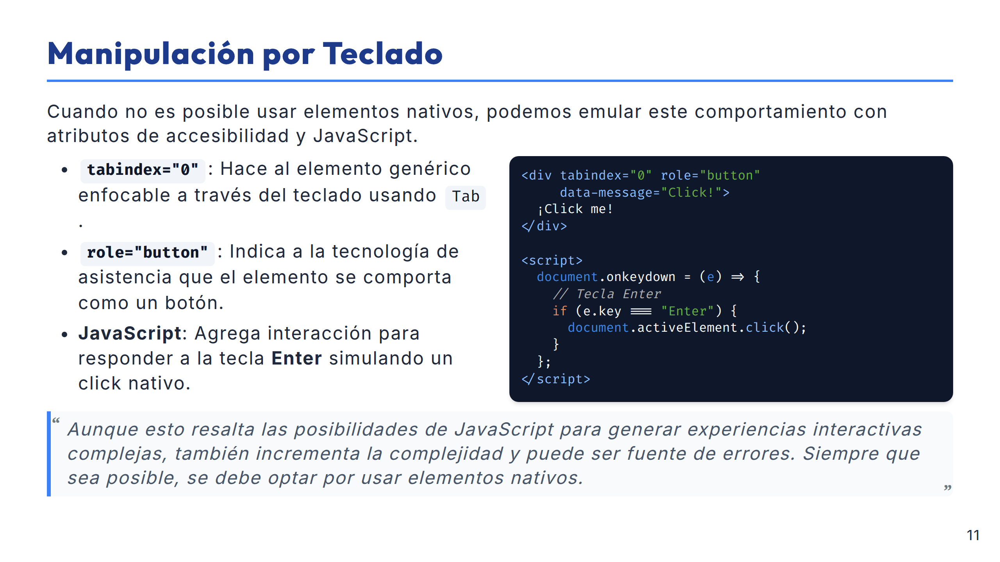 Manipulación por Teclado
Cuando no es posible usar elementos nativos, podemos emular este comportamiento con
atributos de accesibilidad y JavaScript.
• tabindex="0" : Hace al elemento genérico
enfocable a través del teclado usando Tab
.
• role="button" : Indica a la tecnología de
asistencia que el elemento se comporta
como un botón.
• JavaScript: Agrega interacción para
responder a la tecla Enter simulando un
click nativo.
<div tabindex="0" role="button"
     data-message="Click!">
  ¡Click me!
</div>
<script>
  document.onkeydown = (e) => {
    // Tecla Enter
    if (e.key === "Enter") {
      document.activeElement.click();
    }
  };
</script>
“ Aunque esto resalta las posibilidades de JavaScript para generar experiencias interactivas
complejas, también incrementa la complejidad y puede ser fuente de errores. Siempre que
sea posible, se debe optar por usar elementos nativos. ”
11